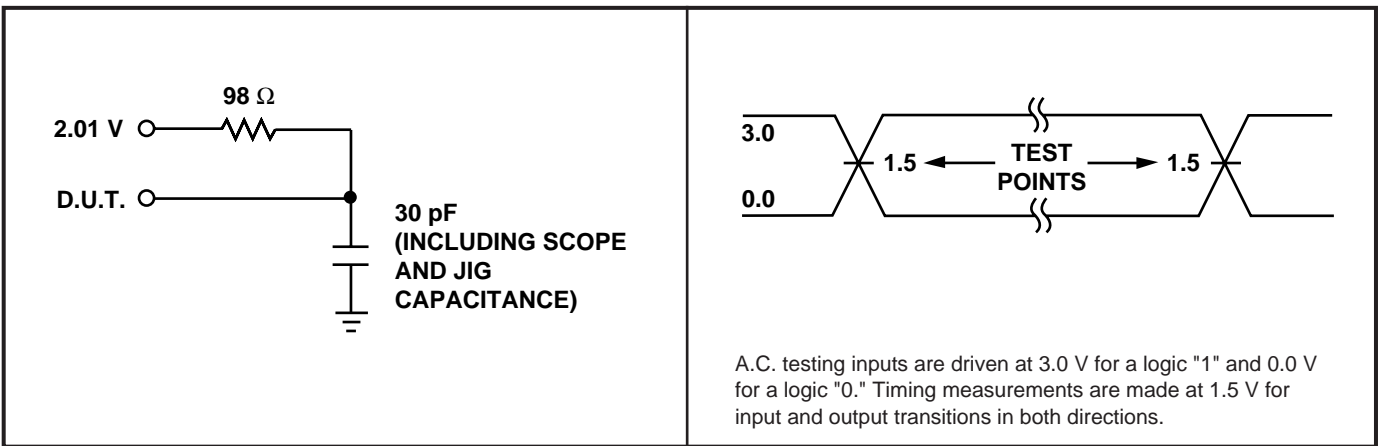 98 Ω
2.01 V
D.U.T.
30 pF
(INCLUDING SCOPE
AND JIG
CAPACITANCE)
3.0
0.0
1.5
TEST
POINTS
1.5
A.C. testing inputs are driven at 3.0 V for a logic "1" and 0.0 V
for a logic "0." Timing measurements are made at 1.5 V for
input and output transitions in both directions.